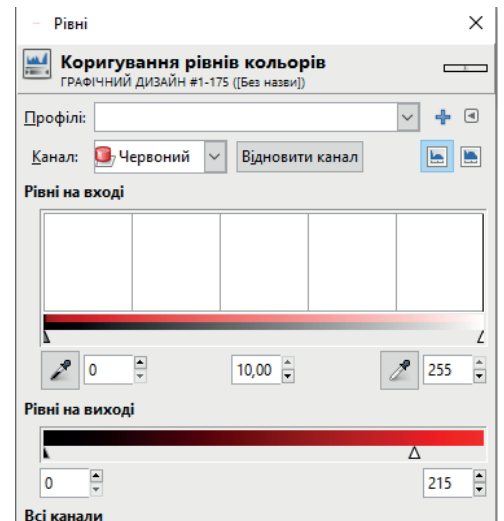 Рівні
Коригування рівнів кольорів
ГРАФІЧНИЙ ДИЗАЙН #1-175 ([Без назви])
Профілі:
Канал: Червоний Відновити канал
Рівні на вході
0 10,00 255
Рівні на виході
0 215
Всі канали